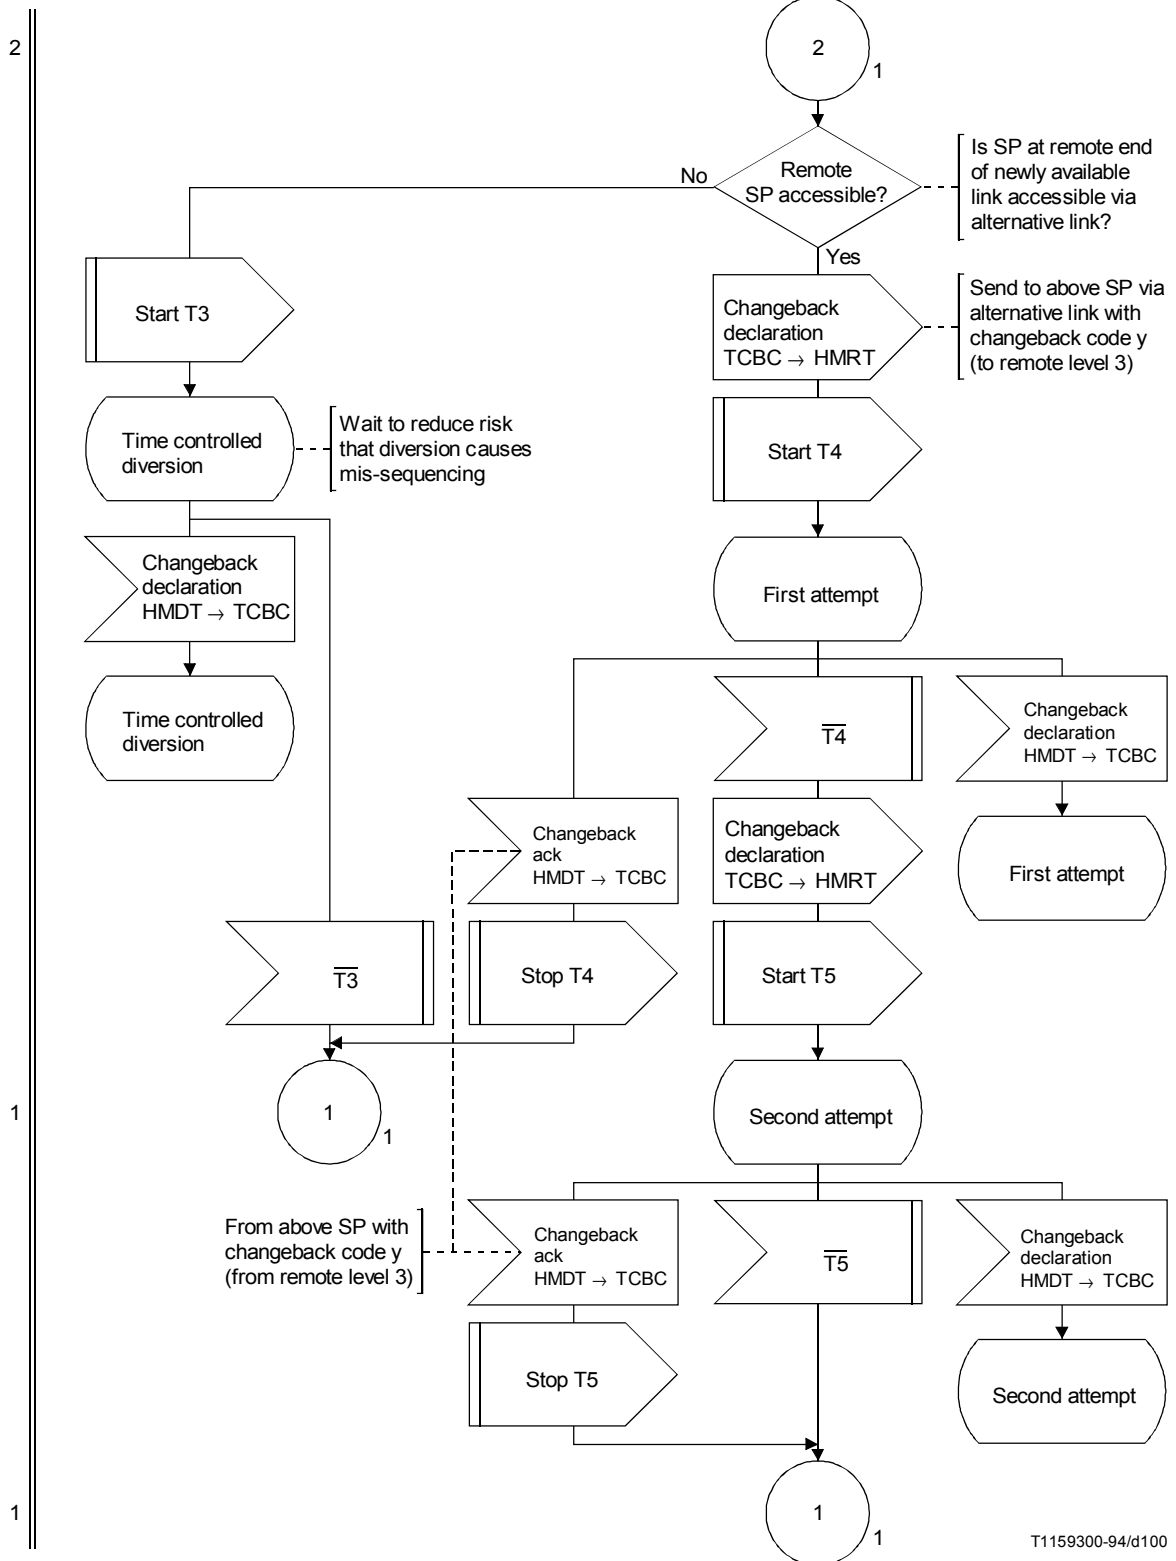 2
2
1
Remote
SP accessible?
No
Yes
Is SP at remote end
of newly available
link accessible via
alternative link?
Start T3
Changeback
declaration
TCBC → HMRT
Send to above SP via
alternative link with
changeback code y
(to remote level 3)
Time controlled
diversion
Wait to reduce risk
that diversion causes
mis-sequencing
Start T4
Changeback
declaration
HMDT → TCBC
First attempt
Time controlled
diversion
T̅4̅
Changeback
declaration
HMDT → TCBC
Changeback
ack
HMDT → TCBC
Changeback
declaration
TCBC → HMRT
First attempt
T̅3̅
Stop T4
Start T5
1
1
1
Second attempt
From above SP with
changeback code y
(from remote level 3)
Changeback
ack
HMDT → TCBC
T̅5̅
Changeback
declaration
HMDT → TCBC
Stop T5
Second attempt
1
1
1
T1159300-94/d100